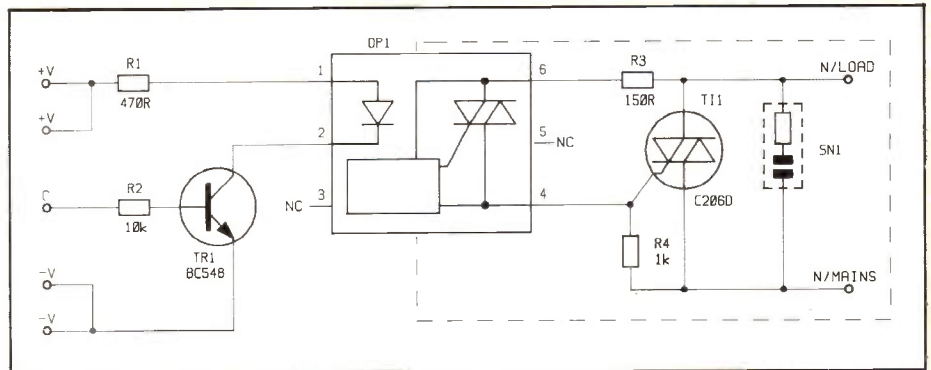 OP1
+V
R1
470R
+V
1
2
C
R2
10k
TR1
BC548
NC
3
-V
-V
6
R3
150R
5
NC
4
TI1
C206D
R4
1k
SN1
N/LOAD
N/MAINS